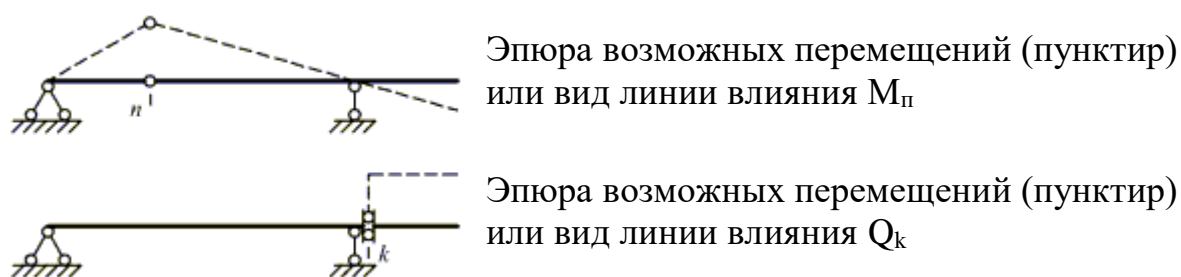 Эпюра возможных перемещений (пунктир)
или вид линии влияния Mп
n
Эпюра возможных перемещений (пунктир)
или вид линии влияния Qk
k